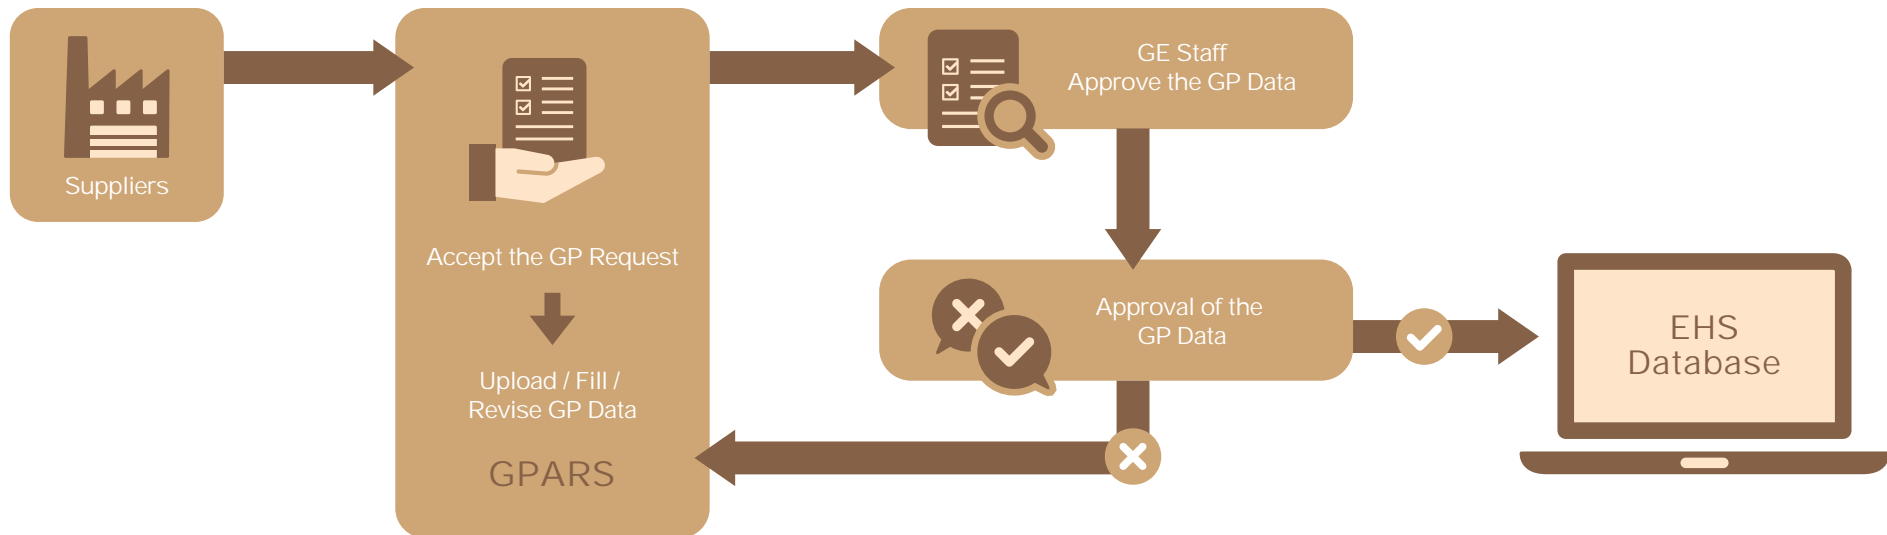 Suppliers
Accept the GP Request
Upload / Fill /
Revise GP Data
GPARS
GE Staff
Approve the GP Data
Approval of the
GP Data
EHS
Database